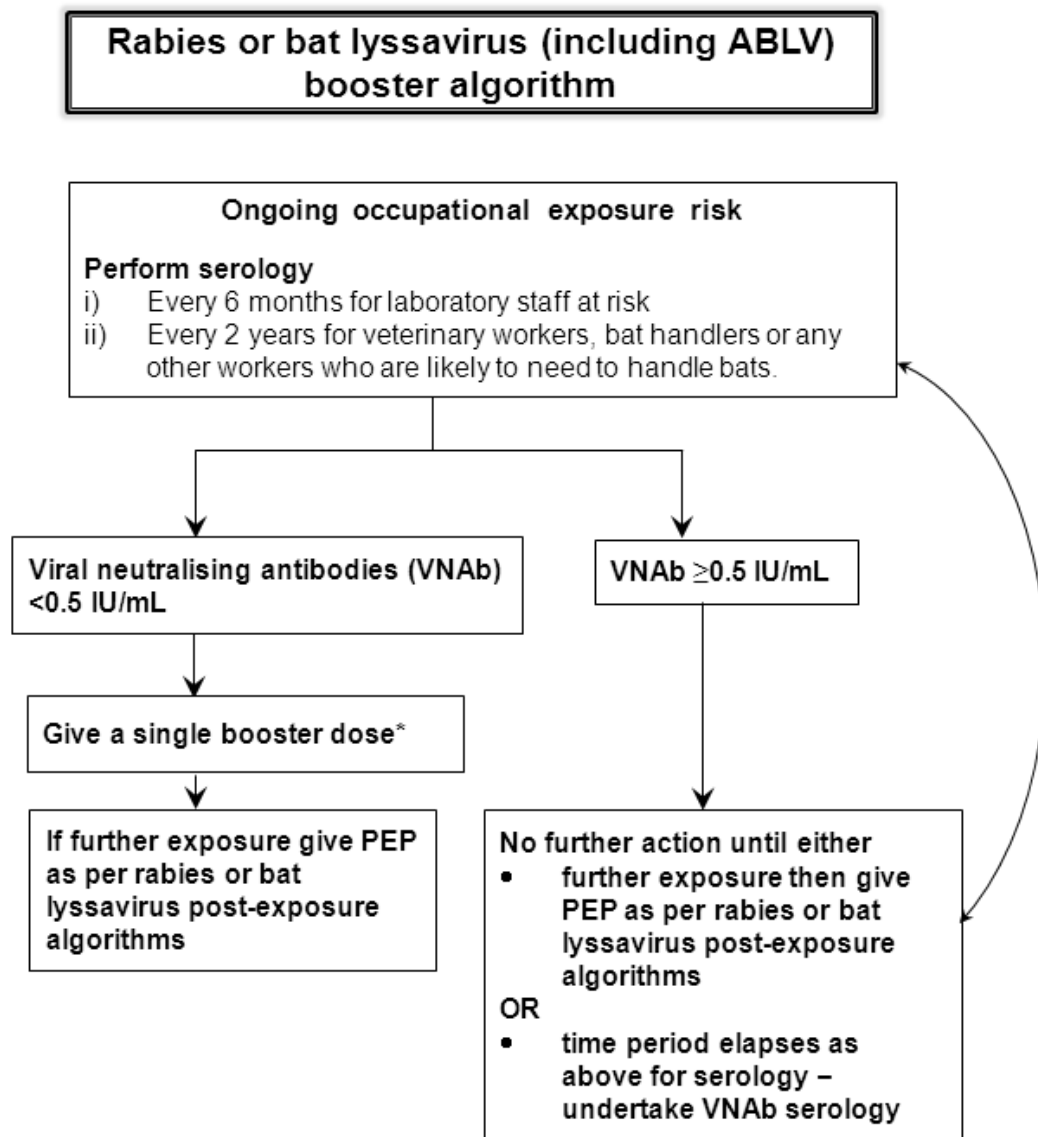 Rabies or bat lyssavirus (including ABLV)
booster algorithm
Ongoing occupational exposure risk
Perform serology
i) Every 6 months for laboratory staff at risk
ii) Every 2 years for veterinary workers, bat handlers or any
other workers who are likely to need to handle bats.
Viral neutralising antibodies (VNAb)
<0.5 IU/mL
VNAb ≥0.5 IU/mL
Give a single booster dose*
If further exposure give PEP
as per rabies or bat
lyssavirus post-exposure
algorithms
No further action until either
• further exposure then give
PEP as per rabies or bat
lyssavirus post-exposure
algorithms
OR
• time period elapses as
above for serology –
undertake VNAb serology